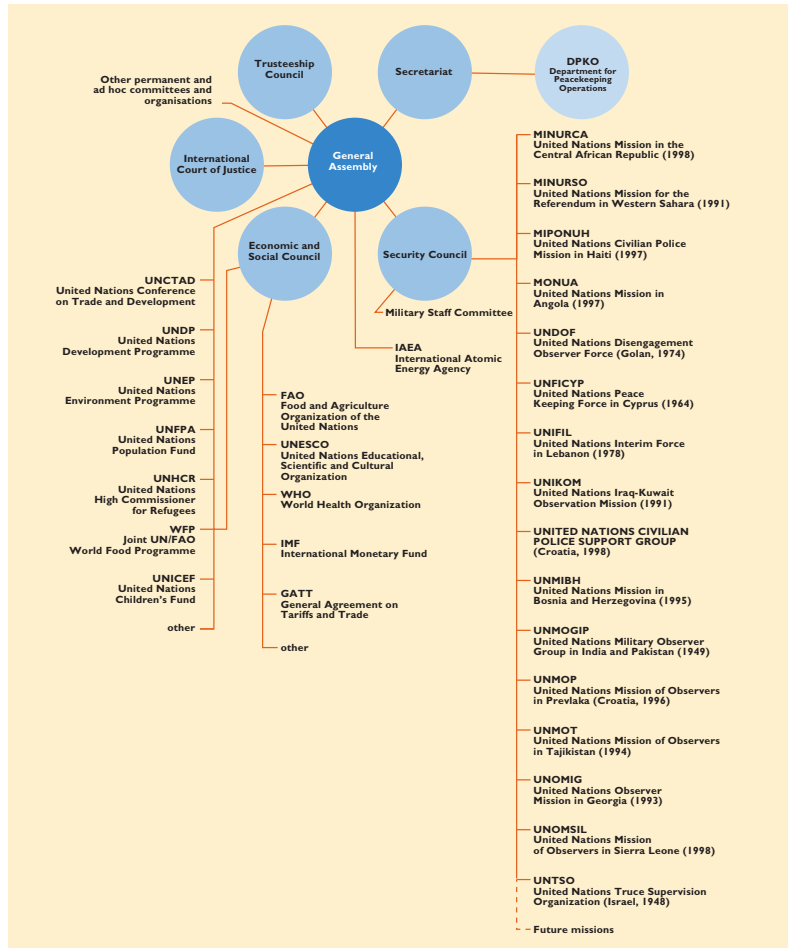 Trusteeship
Council
Secretariat
DPKO
Department for
Peacekeeping
Operations
Other permanent and
ad hoc committees and
organisations
International
Court of Justice
General
Assembly
Economic and
Social Council
Security Council
Military Staff Committee
IAEA
International Atomic
Energy Agency
UNCTAD
United Nations Conference
on Trade and Development
UNDP
United Nations
Development Programme
UNEP
United Nations
Environment Programme
UNFPA
United Nations
Population Fund
UNHCR
United Nations
High Commissioner
for Refugees
WFP
Joint UN/FAO
World Food Programme
UNICEF
United Nations
Children's Fund
other
FAO
Food and Agriculture
Organization of the
United Nations
UNESCO
United Nations Educational,
Scientific and Cultural
Organization
WHO
World Health Organization
IMF
International Monetary Fund
GATT
General Agreement on
Tariffs and Trade
other
MINURCA
United Nations Mission in the
Central African Republic (1998)
MINURSO
United Nations Mission for the
Referendum in Western Sahara (1991)
MIPONUH
United Nations Civilian Police
Mission in Haiti (1997)
MONUA
United Nations Mission in
Angola (1997)
UNDOF
United Nations Disengagement
Observer Force (Golan, 1974)
UNFICYP
United Nations Peace
Keeping Force in Cyprus (1964)
UNIFIL
United Nations Interim Force
in Lebanon (1978)
UNIKOM
United Nations Iraq-Kuwait
Observation Mission (1991)
UNITED NATIONS CIVILIAN
POLICE SUPPORT GROUP
(Croatia, 1998)
UNMIBH
United Nations Mission in
Bosnia and Herzegovina (1995)
UNMOGIP
United Nations Military Observer
Group in India and Pakistan (1949)
UNMOP
United Nations Mission of Observers
in Prevlaka (Croatia, 1996)
UNMOT
United Nations Mission of Observers
in Tajikistan (1994)
UNOMIG
United Nations Observer
Mission in Georgia (1993)
UNOMSIL
United Nations Mission
of Observers in Sierra Leone (1998)
UNTSO
United Nations Truce Supervision
Organization (Israel, 1948)
Future missions